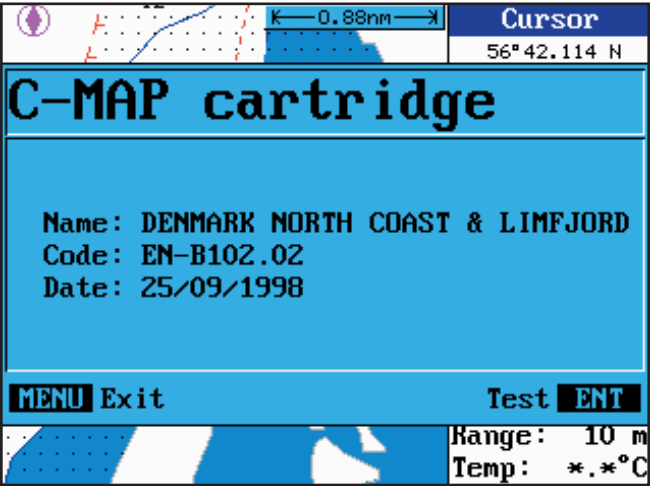 0.88nm
Cursor
56°42.114 N
C-MAP cartridge
Name: DENMARK NORTH COAST & LIMFJORD
Code: EN-B102.02
Date: 25/09/1998
MENU Exit
Test ENT
Range: 10 m
Temp: *.*°C